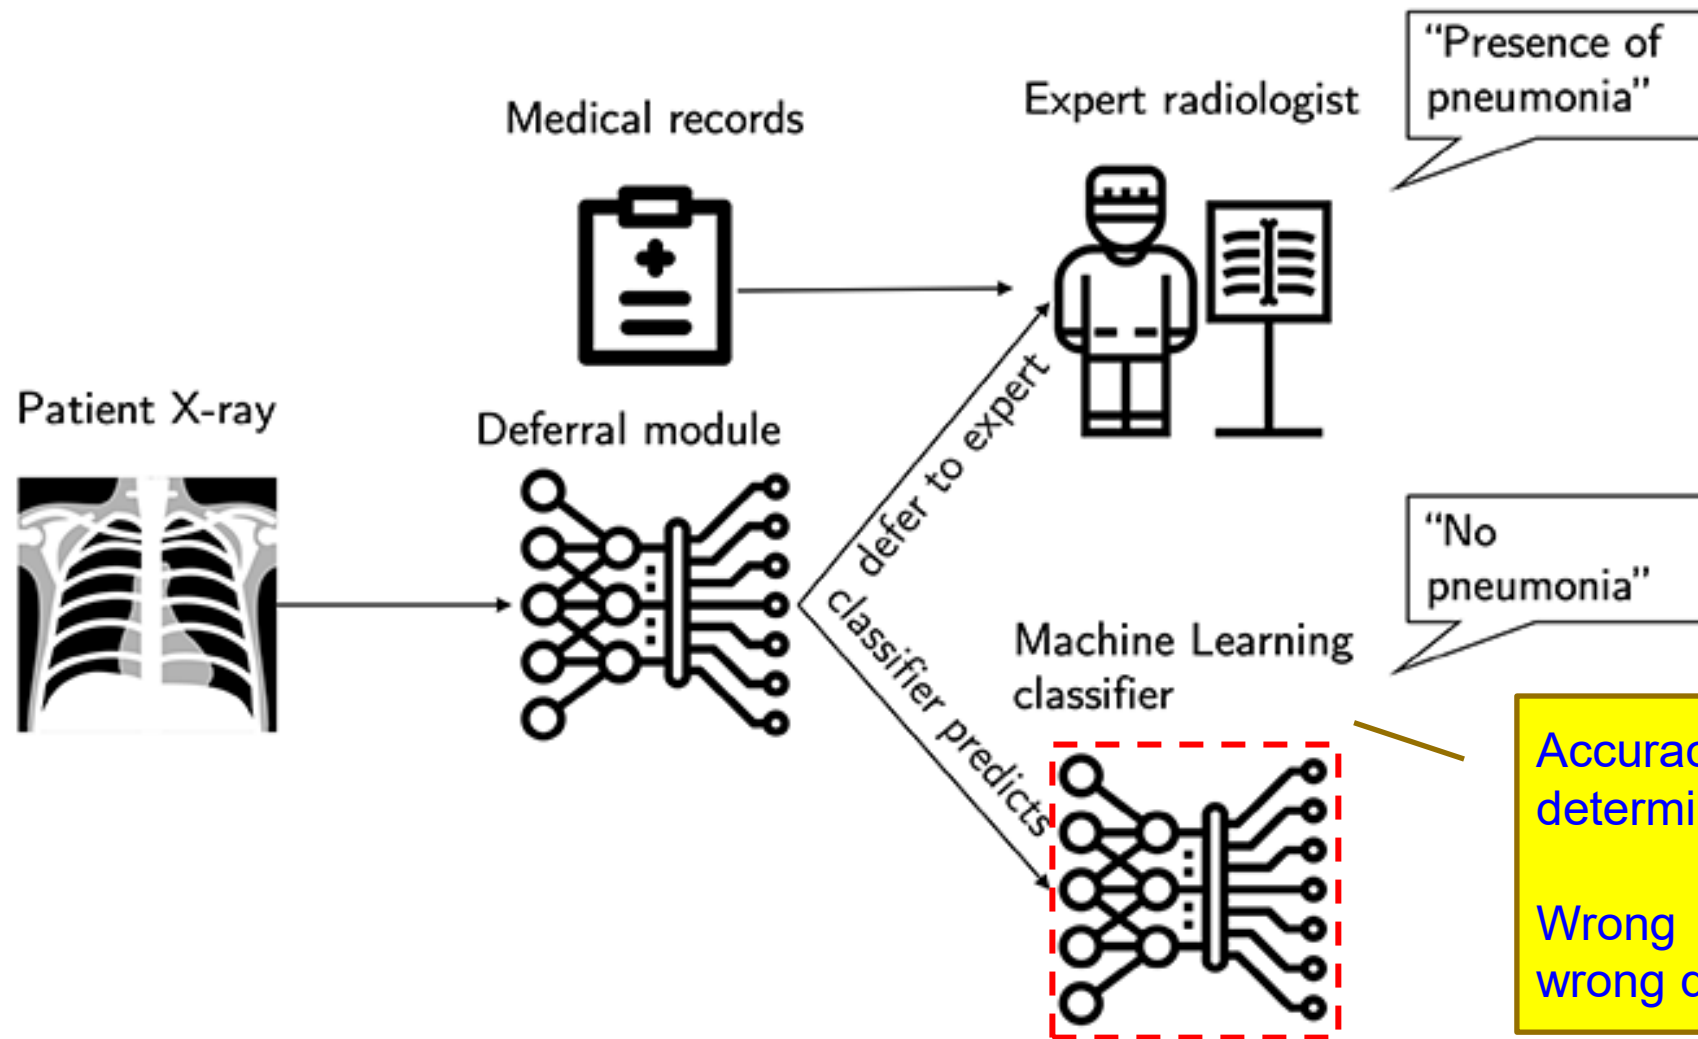 “Presence of
pneumonia”
Medical records
Expert radiologist
Patient X-ray
Deferral module
defer to expert
classifier predicts
“No
pneumonia”
Machine Learning
classifier
Wrong
wrong